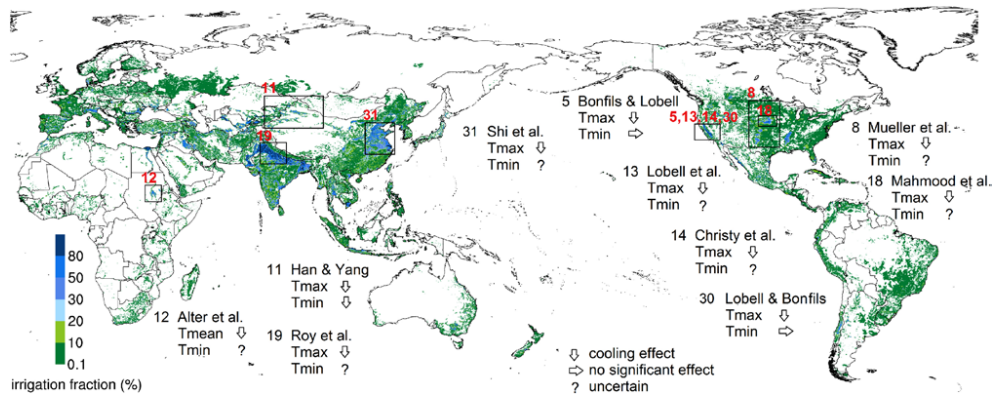 11
31
19
12
5,13, 14, 30
8
18
31 Shi et al.
Tmax ⇩
Tmin ?
5 Bonfils & Lobell
Tmax ⇩
Tmin ⇨
13 Lobell et al.
Tmax ⇩
Tmin ?
14 Christy et al.
Tmax ⇩
Tmin ?
30 Lobell & Bonfils
Tmax ⇩
Tmin ⇨
8 Mueller et al.
Tmax ⇩
Tmin ?
18 Mahmood et al.
Tmax ⇩
Tmin ?
11 Han & Yang
Tmax ⇩
Tmin ⇩
19 Roy et al.
Tmax ⇩
Tmin ?
12 Alter et al.
Tmean ⇩
Tmin ?
80
50
30
20
10
0.1
irrigation fraction (%)
⇩ cooling effect
⇨ no significant effect
? uncertain